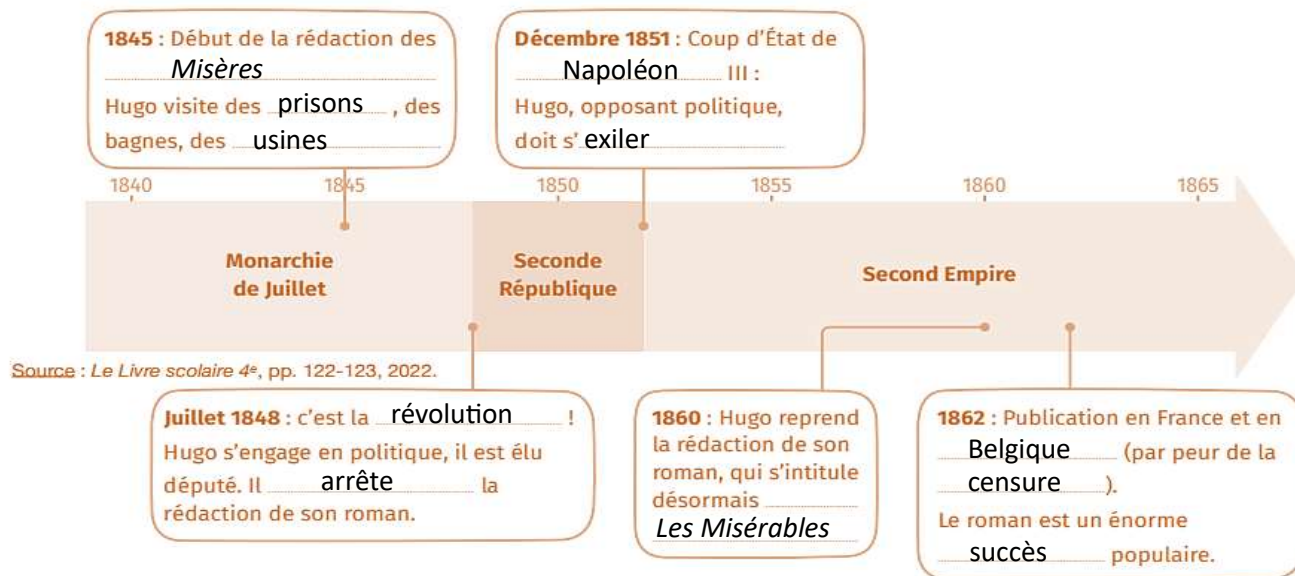 1845 : Début de la rédaction des
Misères
Hugo visite des prisons , des
bagnes, des usines
Décembre 1851 : Coup d'État de
Napoléon III :
Hugo, opposant politique,
doit s' exiler
1840 1845 1850 1855 1860 1865
Monarchie
de Juillet
Seconde
République
Second Empire
Source : Le Livre scolaire 4e, pp. 122-123, 2022.
Juillet 1848 : c'est la révolution !
Hugo s'engage en politique, il est élu
député. Il arrête la
rédaction de son roman.
1860 : Hugo reprend
la rédaction de son
roman, qui s'intitule
désormais
Les Misérables
1862 : Publication en France et en
Belgique (par peur de la
censure ).
Le roman est un énorme
succès populaire.